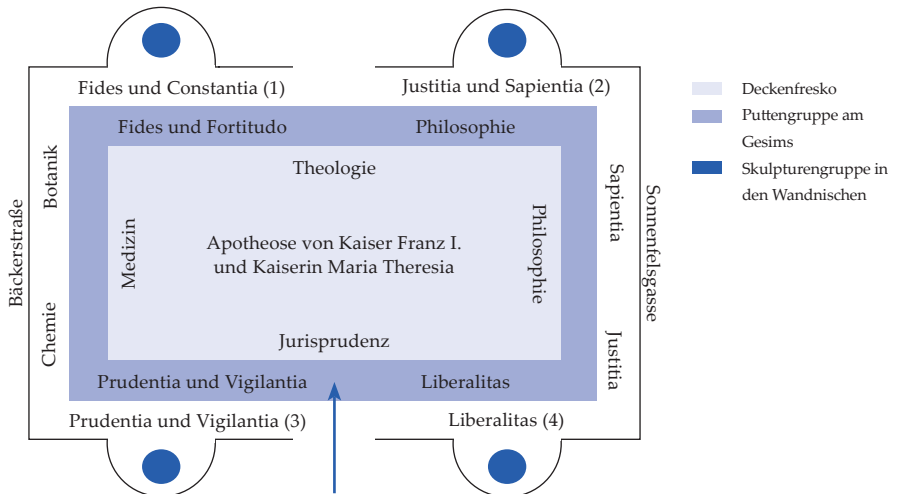 Fides und Constantia (1)
Justitia und Sapientia (2)
Fides und Fortitudo
Philosophie
Theologie
Bäckerstraße
Botanik
Chemie
Medizin
Apotheose von Kaiser Franz I.
und Kaiserin Maria Theresia
Philosophie
Sapientia
Justitia
Sonnenfelsgasse
Jurisprudenz
Prudentia und Vigilantia
Liberalitas
Prudentia und Vigilantia (3)
Liberalitas (4)
Deckenfresko
Puttengruppe am
Gesims
Skulpturengruppe in
den Wandnischen